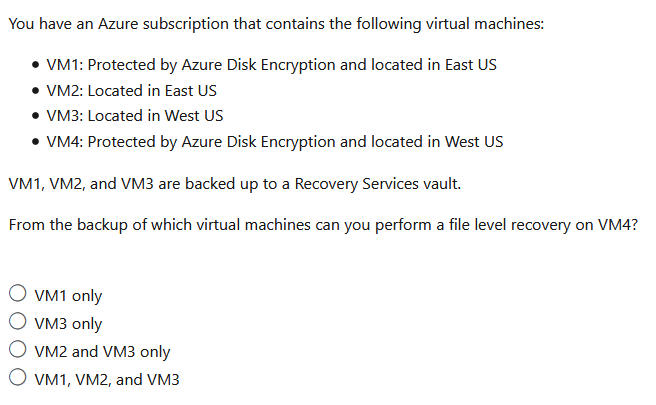 You have an Azure subscription that contains the following virtual machines:
• VM1: Protected by Azure Disk Encryption and located in East US
• VM2: Located in East US
• VM3: Located in West US
• VM4: Protected by Azure Disk Encryption and located in West US
VM1, VM2, and VM3 are backed up to a Recovery Services vault.
From the backup of which virtual machines can you perform a file level recovery on VM4?
VM1 only
VM3 only
VM2 and VM3 only
VM1, VM2, and VM3